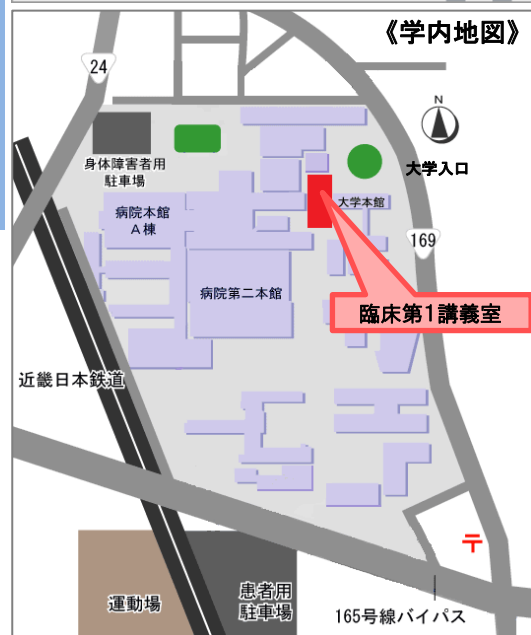 《学内地図》
24
N
身体障害者用
駐車場
大学入口
病院本館
A棟
大学本館
169
病院第二本館
臨床第1講義室
近畿日本鉄道
〒
運動場
患者用
駐車場
165号線バイパス